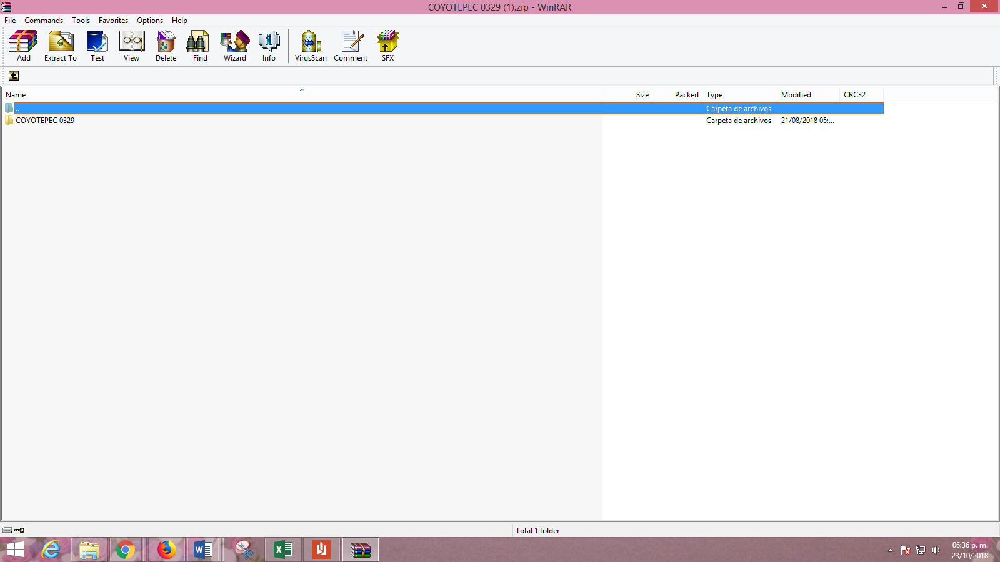 COYOTEPEC 0329 (1).zip - WinRAR
File Commands Tools Favorites Options Help
Add Extract To Test View Delete Find Wizard Info VirusScan Comment SFX
Name Size Packed Type Modified CRC32
.. Carpeta de archivos
COYOTEPEC 0329 Carpeta de archivos 21/08/2018 05:...
Total 1 folder
06:36 p. m.
23/10/2018